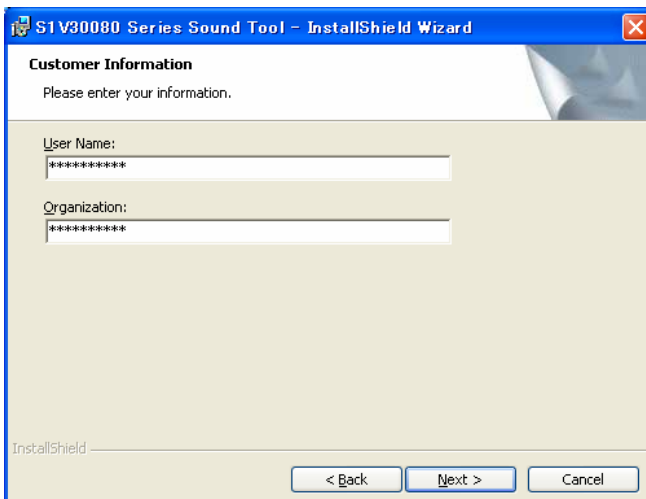 S1V30080 Series Sound Tool - InstallShield Wizard
Customer Information
Please enter your information.
User Name:
**********
Organization:
**********
InstallShield
< Back Next > Cancel